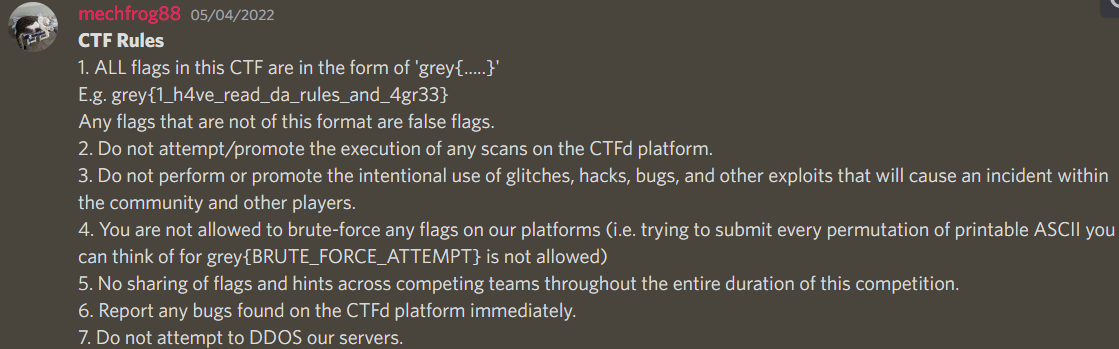 mechfrog88 05/04/2022
CTF Rules
1. ALL flags in this CTF are in the form of 'grey{.....}'
E.g. grey{1_h4ve_read_da_rules_and_4gr33}
Any flags that are not of this format are false flags.
2. Do not attempt/promote the execution of any scans on the CTFd platform.
3. Do not perform or promote the intentional use of glitches, hacks, bugs, and other exploits that will cause an incident within
the community and other players.
4. You are not allowed to brute-force any flags on our platforms (i.e. trying to submit every permutation of printable ASCII you
can think of for grey{BRUTE_FORCE_ATTEMPT} is not allowed)
5. No sharing of flags and hints across competing teams throughout the entire duration of this competition.
6. Report any bugs found on the CTFd platform immediately.
7. Do not attempt to DDOS our servers.